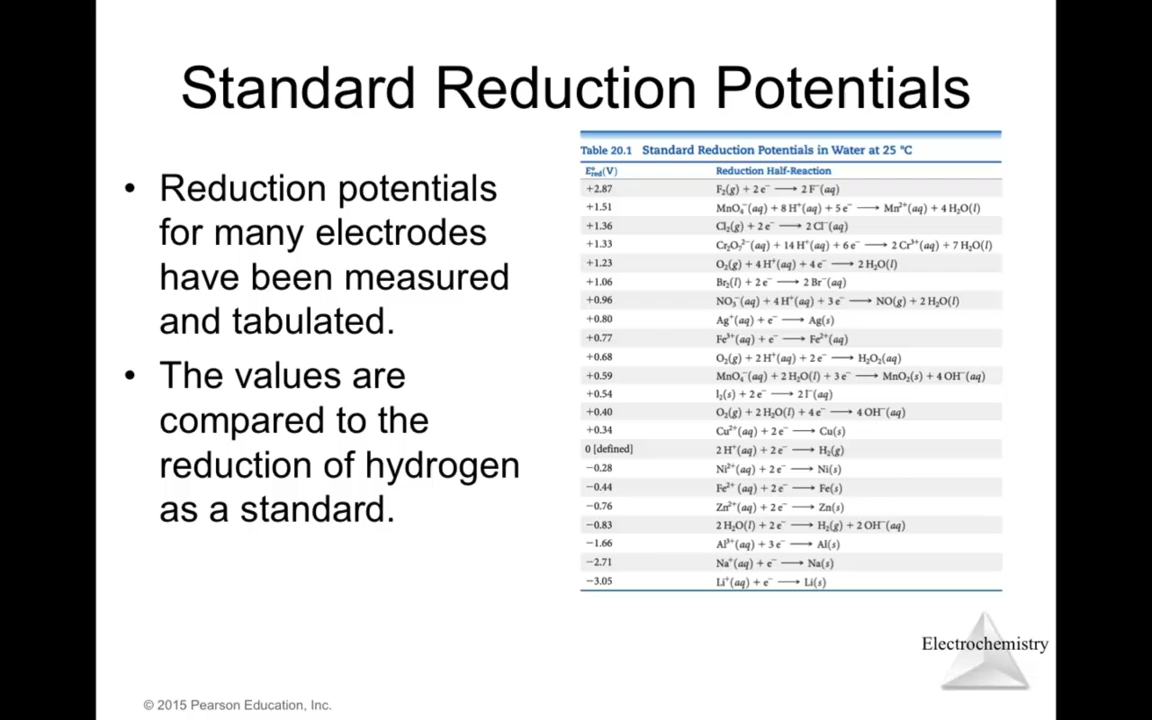 Standard Reduction Potentials
• Reduction potentials
for many electrodes
have been measured
and tabulated.
• The values are
compared to the
reduction of hydrogen
as a standard.
Table 20.1 Standard Reduction Potentials in Water at 25 °C
E°red(V) Reduction Half-Reaction
+2.87 F₂(g) + 2 e⁻ ⟶ 2 F⁻(aq)
+1.51 MnO₄⁻(aq) + 8 H⁺(aq) + 5 e⁻ ⟶ Mn²⁺(aq) + 4 H₂O(l)
+1.36 Cl₂(g) + 2 e⁻ ⟶ 2 Cl⁻(aq)
+1.33 Cr₂O₇²⁻(aq) + 14 H⁺(aq) + 6 e⁻ ⟶ 2 Cr³⁺(aq) + 7 H₂O(l)
+1.23 O₂(g) + 4 H⁺(aq) + 4 e⁻ ⟶ 2 H₂O(l)
+1.06 Br₂(l) + 2 e⁻ ⟶ 2 Br⁻(aq)
+0.96 NO₃⁻(aq) + 4 H⁺(aq) + 3 e⁻ ⟶ NO(g) + 2 H₂O(l)
+0.80 Ag⁺(aq) + e⁻ ⟶ Ag(s)
+0.77 Fe³⁺(aq) + e⁻ ⟶ Fe²⁺(aq)
+0.68 O₂(g) + 2 H⁺(aq) + 2 e⁻ ⟶ H₂O₂(aq)
+0.59 MnO₄⁻(aq) + 2 H₂O(l) + 3 e⁻ ⟶ MnO₂(s) + 4 OH⁻(aq)
+0.54 I₂(s) + 2 e⁻ ⟶ 2 I⁻(aq)
+0.40 O₂(g) + 2 H₂O(l) + 4 e⁻ ⟶ 4 OH⁻(aq)
+0.34 Cu²⁺(aq) + 2 e⁻ ⟶ Cu(s)
0 [defined] 2 H⁺(aq) + 2 e⁻ ⟶ H₂(g)
−0.28 Ni²⁺(aq) + 2 e⁻ ⟶ Ni(s)
−0.44 Fe²⁺(aq) + 2 e⁻ ⟶ Fe(s)
−0.76 Zn²⁺(aq) + 2 e⁻ ⟶ Zn(s)
−0.83 2 H₂O(l) + 2 e⁻ ⟶ H₂(g) + 2 OH⁻(aq)
−1.66 Al³⁺(aq) + 3 e⁻ ⟶ Al(s)
−2.71 Na⁺(aq) + e⁻ ⟶ Na(s)
−3.05 Li⁺(aq) + e⁻ ⟶ Li(s)
Electrochemistry
© 2015 Pearson Education, Inc.